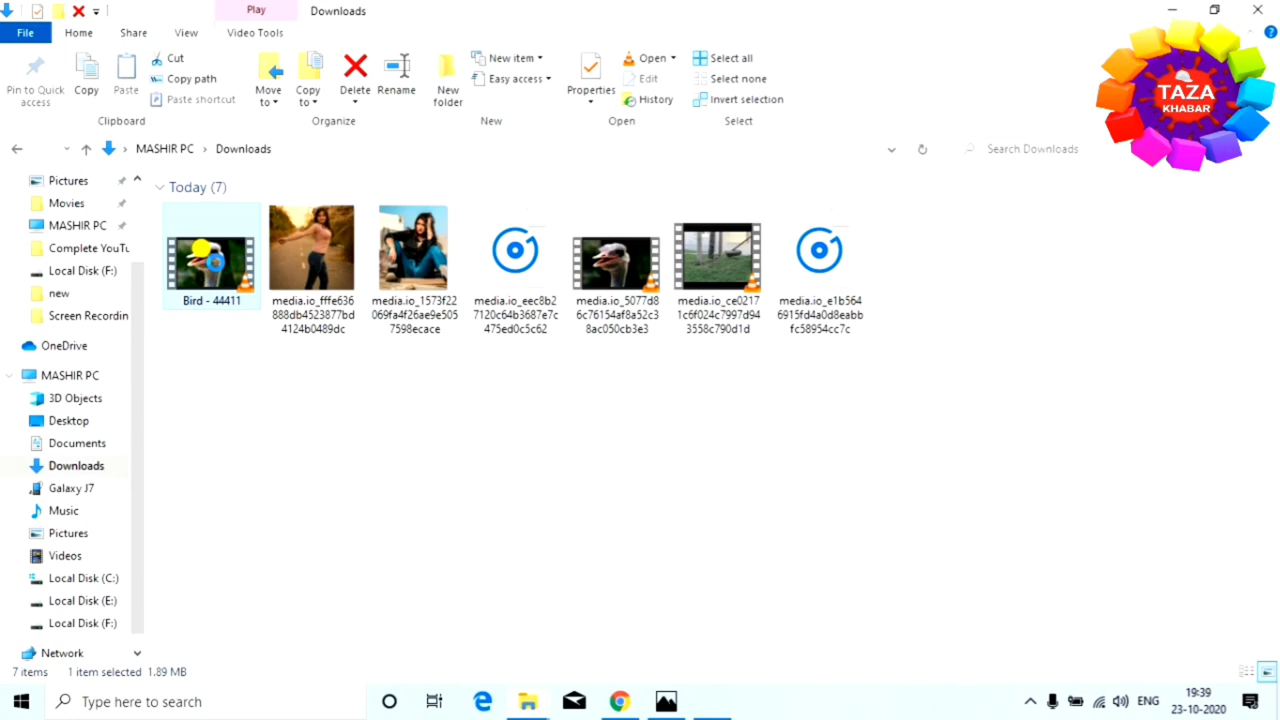 Play
Downloads
File
Home
Share
View
Video Tools
Pin to Quick access
Copy
Paste
Cut
Copy path
Paste shortcut
Clipboard
Move to
Copy to
Delete
Rename
Organize
New folder
New item
Easy access
New
Properties
Open
Edit
History
Open
Select all
Select none
Invert selection
Select
TAZA
KHABAR
MASHIR PC
Downloads
Search Downloads
Pictures
Movies
MASHIR PC
Complete YouTu
Local Disk (F:)
new
Screen Recordin
OneDrive
MASHIR PC
3D Objects
Desktop
Documents
Downloads
Galaxy J7
Music
Pictures
Videos
Local Disk (C:)
Local Disk (E:)
Local Disk (F:)
Network
Today (7)
Bird - 44411
media.io_fffe636
888db4523877bd
4124b0489dc
media.io_1573f22
069fa4f26ae9e505
7598ecace
media.io_eec8b2
7120c64b3687e7c
475ed0c5c62
media.io_5077d8
6c76154af8a52c3
8ac050cb3e3
media.io_ce0217
1c6f024c7997d94
3558c790d1d
media.io_e1b564
6915fd4a0d8eabb
fc58954cc7c
7 items
1 item selected 1.89 MB
Type here to search
ENG
19:39
23-10-2020